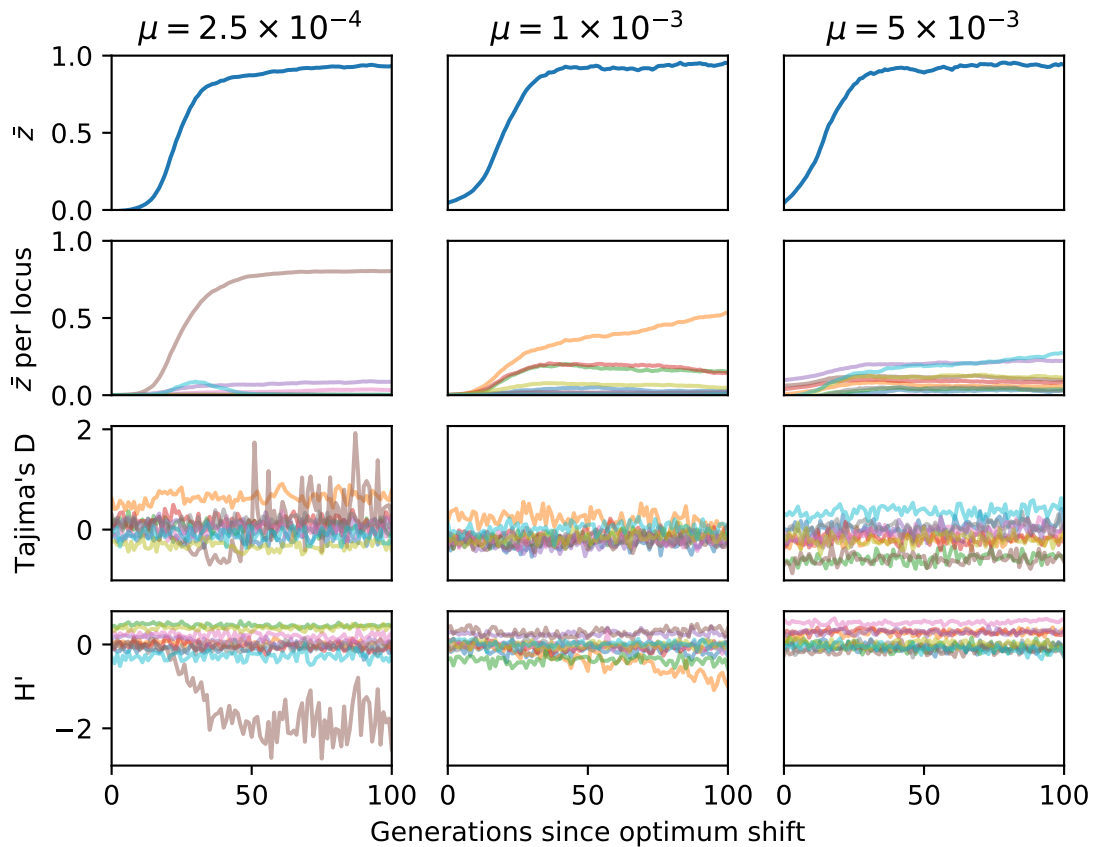 μ = 2.5 × 10⁻⁴ μ = 1 × 10⁻³ μ = 5 × 10⁻³
1.0
0.5
0.0
z̄
1.0
0.5
0.0
z̄ per locus
2
0
Tajima's D
0
−2
H'
0 50 100 0 50 100 0 50 100
Generations since optimum shift